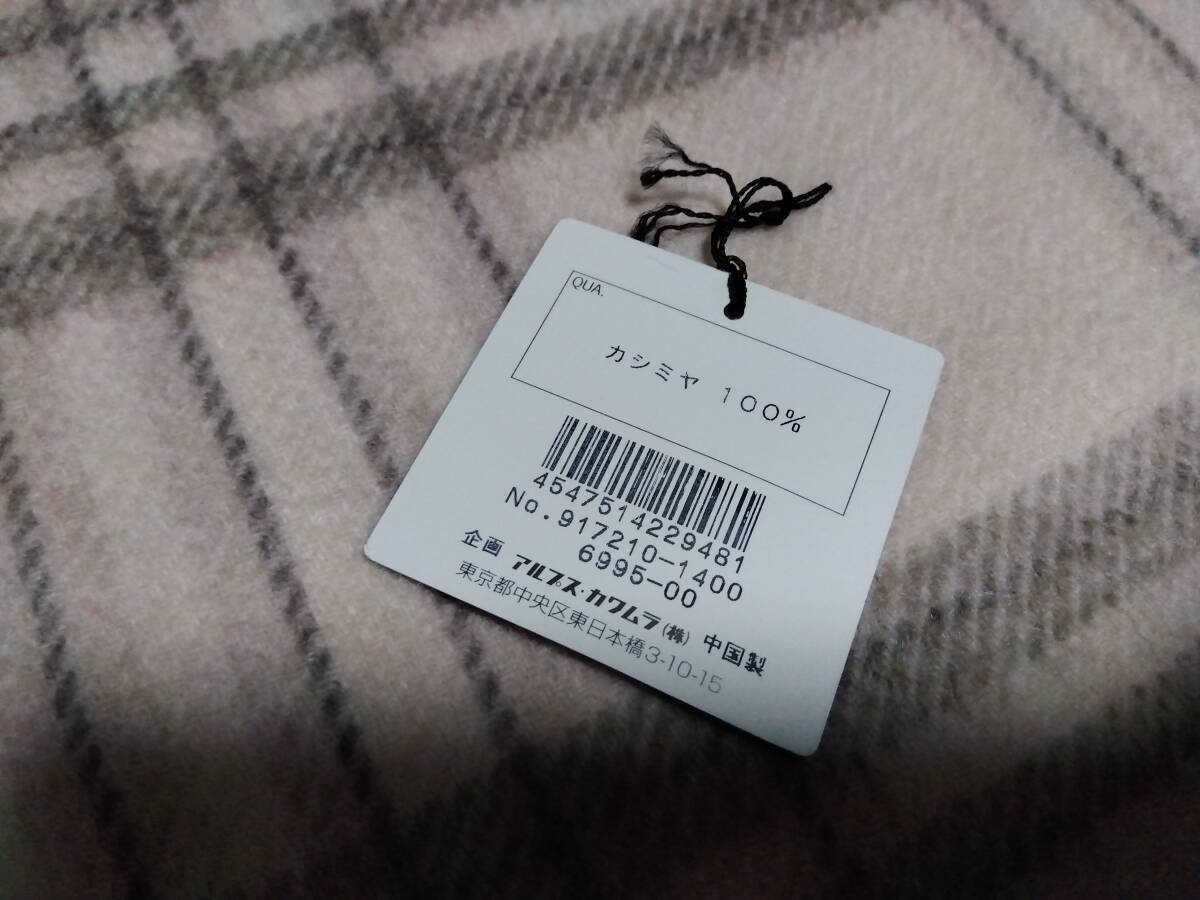 QUA.
カシミヤ 100%
4547514229481
No.917210-1400
6995-00
企画 アルプス・カワムラ(株) 中国製
東京都中央区東日本橋3-10-15